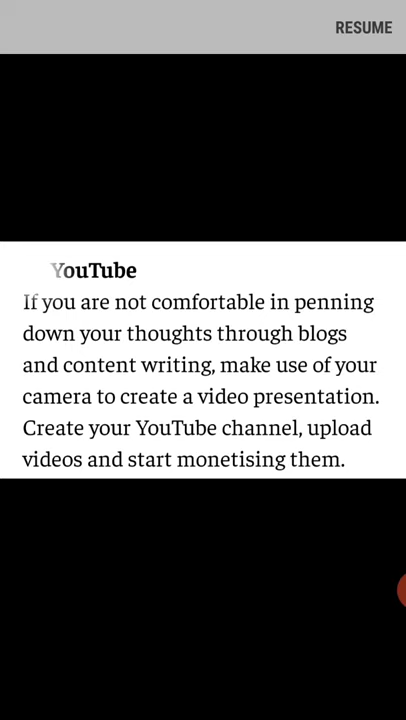 RESUME
YouTube
If you are not comfortable in penning
down your thoughts through blogs
and content writing, make use of your
camera to create a video presentation.
Create your YouTube channel, upload
videos and start monetising them.